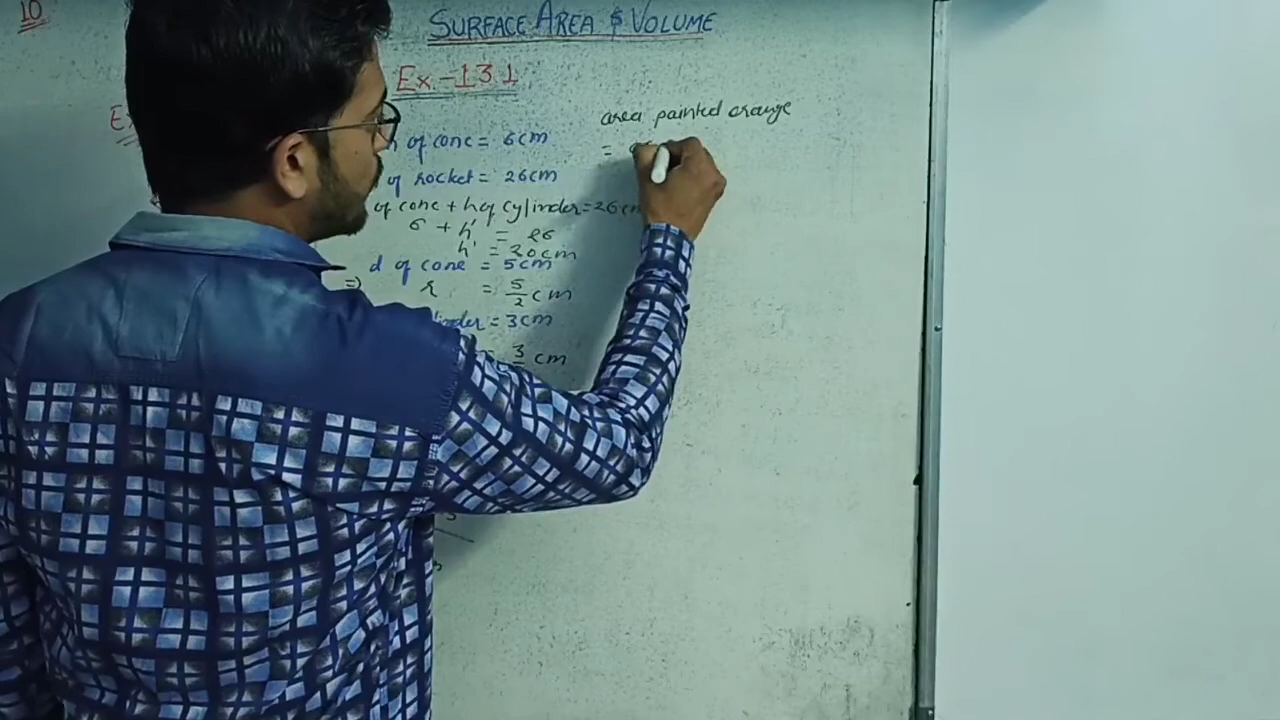 10
SURFACE AREA & VOLUME
Ex.-13.1
h of cone = 6cm
of rocket = 26cm
of cone + h of cylinder = 26cm
6 + h' = 26
h' = 20cm
d of cone = 5cm
=> r = 5/2 cm
linder = 3cm
= 3/2 cm
area painted orange
=